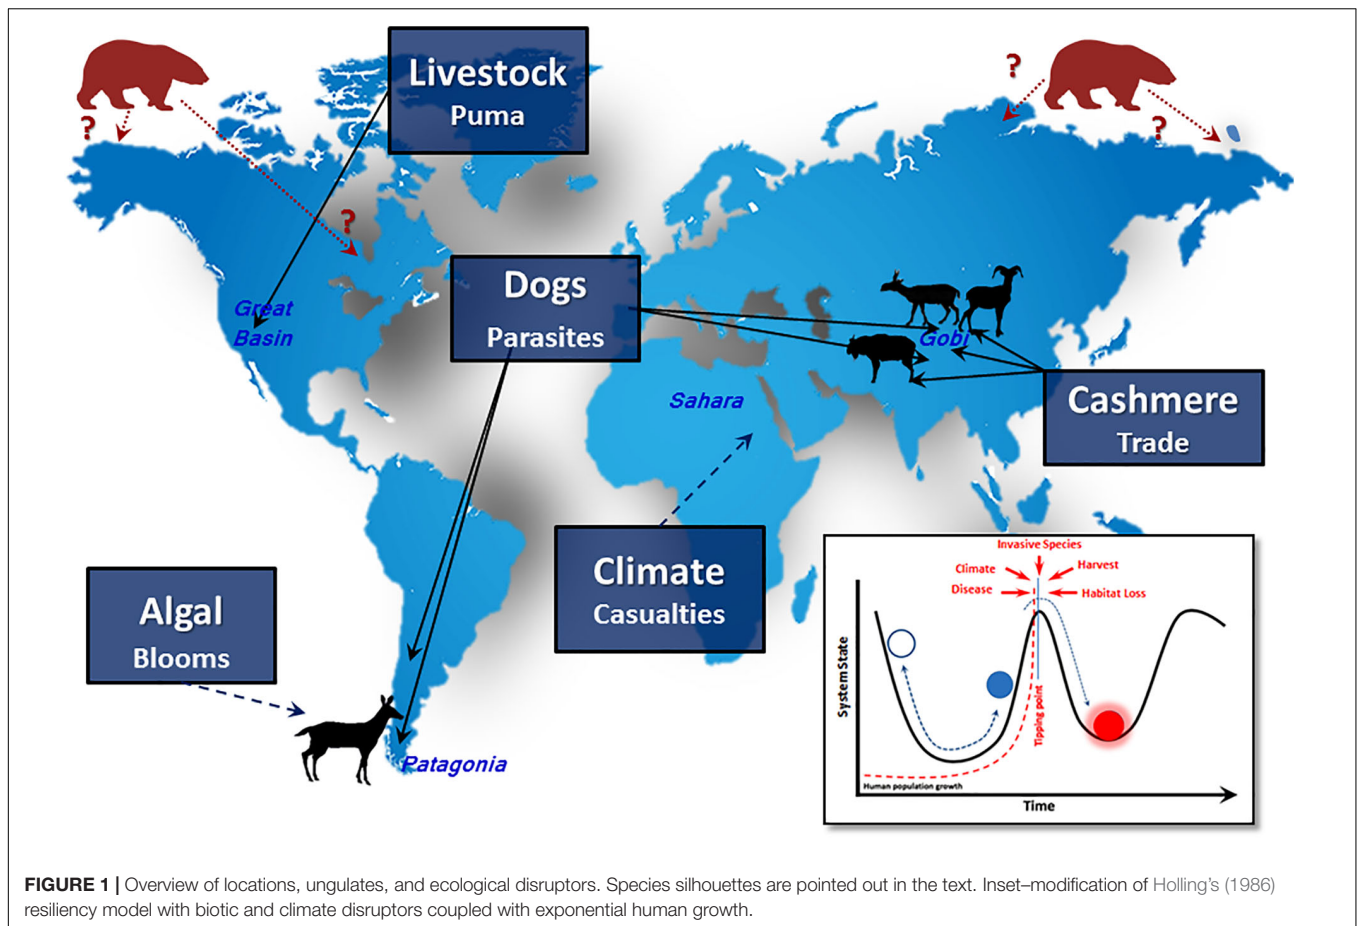 Livestock
Puma
?
?
?
?
?
Great
Basin
Dogs
Parasites
Gobi
Sahara
Cashmere
Trade
Climate
Casualties
Algal
Blooms
Patagonia
Invasive Species
Climate
Harvest
Disease
Habitat Loss
System State
Tipping point
Human population growth
Time
FIGURE 1 | Overview of locations, ungulates, and ecological disruptors. Species silhouettes are pointed out in the text. Inset–modification of Holling's (1986)
resiliency model with biotic and climate disruptors coupled with exponential human growth.